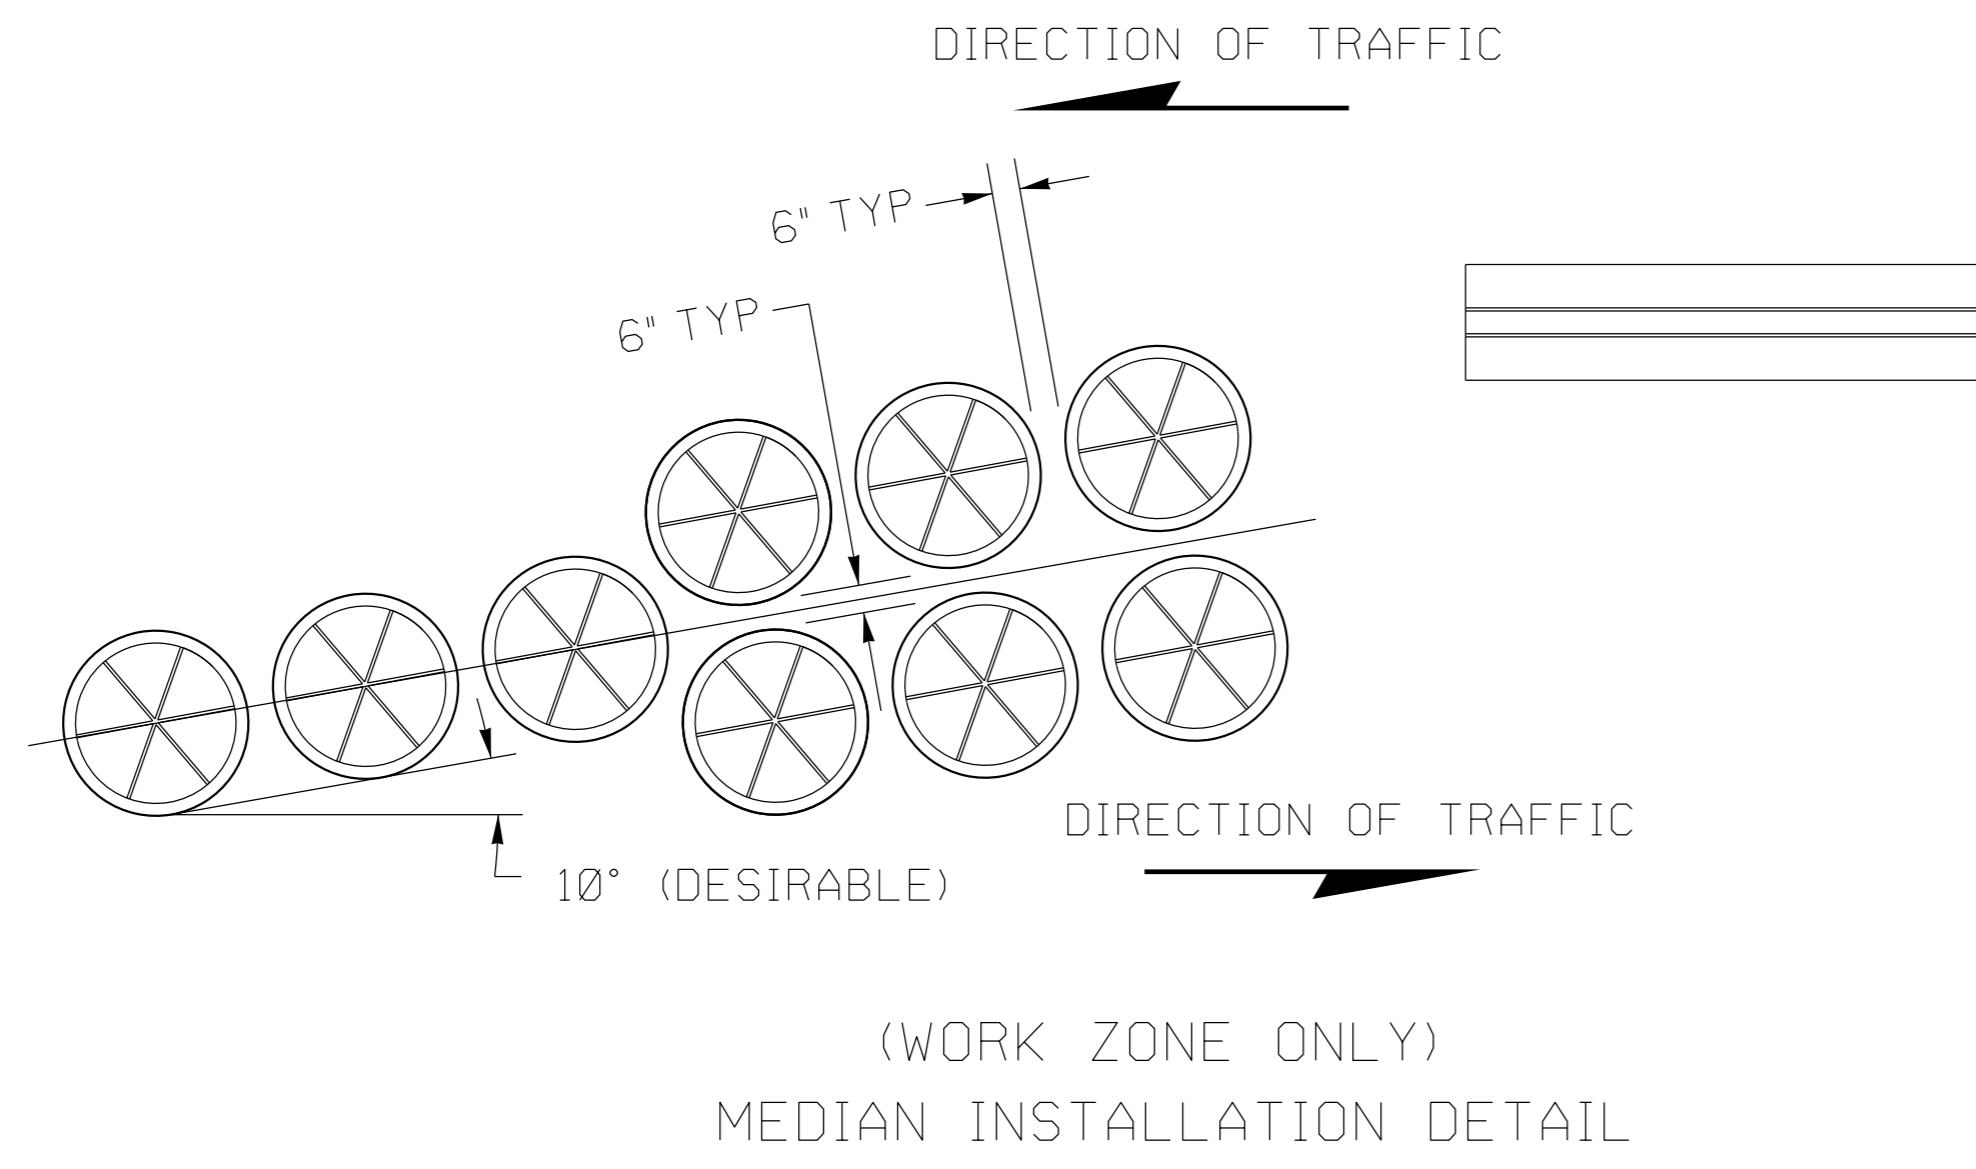 DIRECTION OF TRAFFIC
6" TYP
6" TYP
DIRECTION OF TRAFFIC
10° (DESIRABLE)
(WORK ZONE ONLY)
MEDIAN INSTALLATION DETAIL